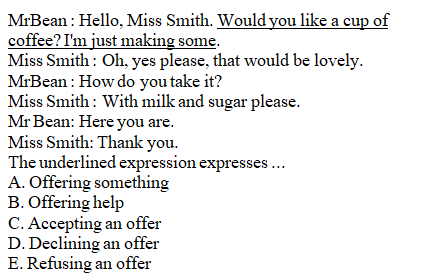 MrBean : Hello, Miss Smith. Would you like a cup of
coffee? I'm just making some.
Miss Smith : Oh, yes please, that would be lovely.
MrBean : How do you take it?
Miss Smith : With milk and sugar please.
Mr Bean: Here you are.
Miss Smith: Thank you.
The underlined expression expresses ...
A. Offering something
B. Offering help
C. Accepting an offer
D. Declining an offer
E. Refusing an offer